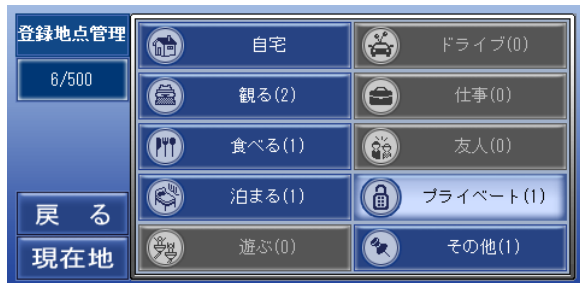 登録地点管理
6/500
自宅
ドライブ(0)
観る(2)
仕事(0)
食べる(1)
友人(0)
泊まる(1)
プライベート(1)
遊ぶ(0)
その他(1)
戻る
現在地